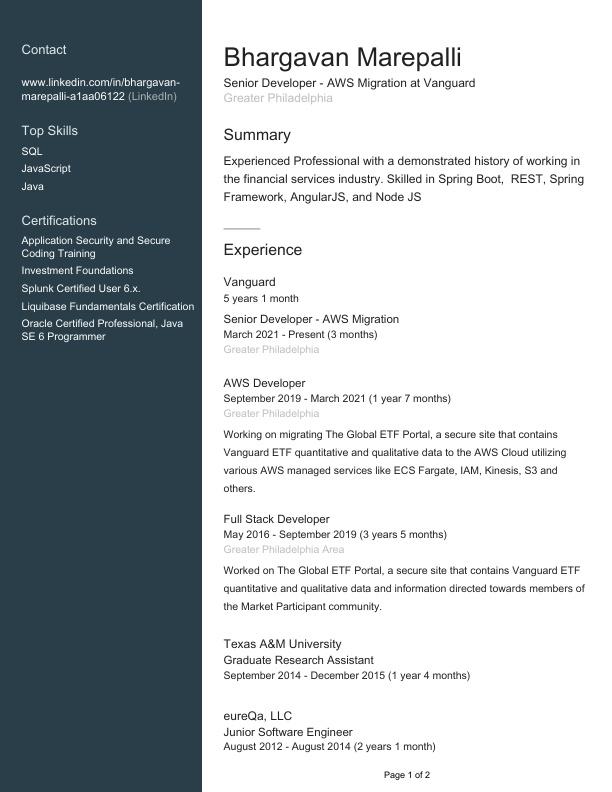 Contact
www.linkedin.com/in/bhargavan-
marepalli-a1aa06122 (LinkedIn)
Top Skills
SQL
JavaScript
Java
Certifications
Application Security and Secure
Coding Training
Investment Foundations
Splunk Certified User 6.x.
Liquibase Fundamentals Certification
Oracle Certified Professional, Java
SE 6 Programmer
Bhargavan Marepalli
Senior Developer - AWS Migration at Vanguard
Greater Philadelphia
Summary
Experienced Professional with a demonstrated history of working in
the financial services industry. Skilled in Spring Boot,  REST, Spring
Framework, AngularJS, and Node JS
Experience
Vanguard
5 years 1 month
Senior Developer - AWS Migration
March 2021 - Present (3 months)
Greater Philadelphia
AWS Developer
September 2019 - March 2021 (1 year 7 months)
Greater Philadelphia
Working on migrating The Global ETF Portal, a secure site that contains
Vanguard ETF quantitative and qualitative data to the AWS Cloud utilizing
various AWS managed services like ECS Fargate, IAM, Kinesis, S3 and
others.
Full Stack Developer
May 2016 - September 2019 (3 years 5 months)
Greater Philadelphia Area
Worked on The Global ETF Portal, a secure site that contains Vanguard ETF
quantitative and qualitative data and information directed towards members of
the Market Participant community.
Texas A&M University
Graduate Research Assistant
September 2014 - December 2015 (1 year 4 months)
eureQa, LLC
Junior Software Engineer
August 2012 - August 2014 (2 years 1 month)
Page 1 of 2